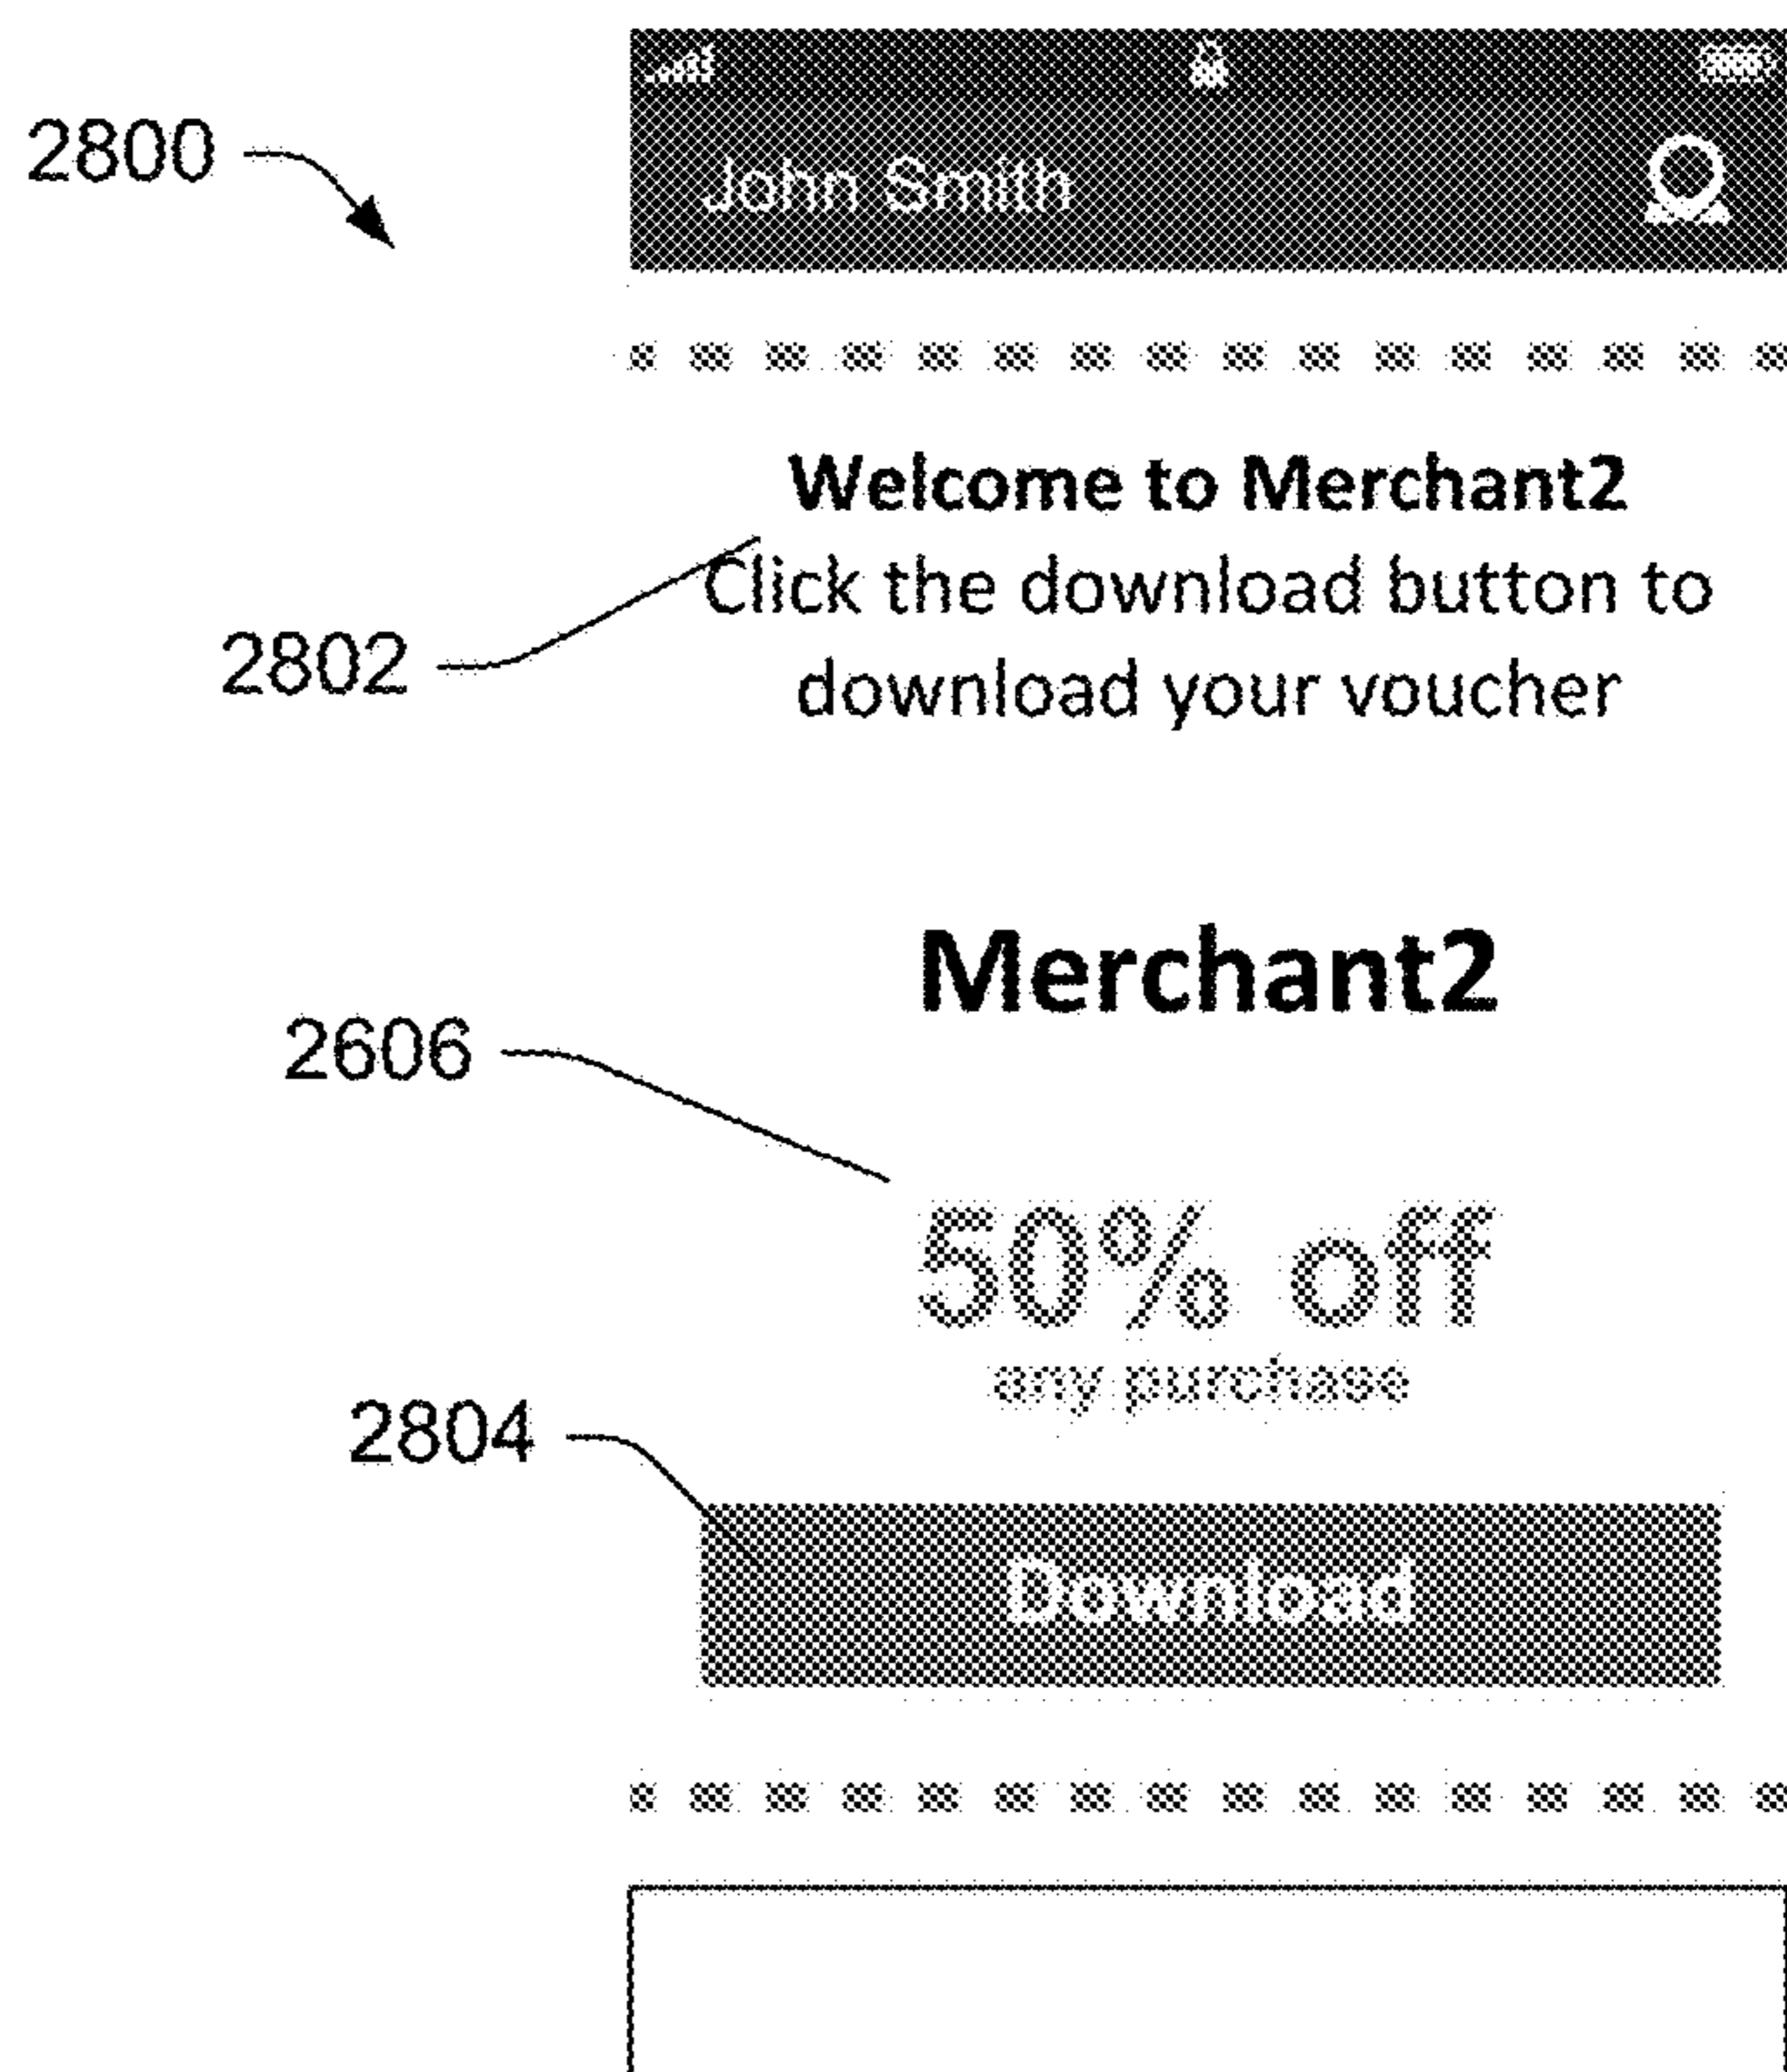 2800
John Smith
Welcome to Merchant2
Click the download button to
2802
download your voucher
Merchant2
2606
50% off
any purchase
2804
Download